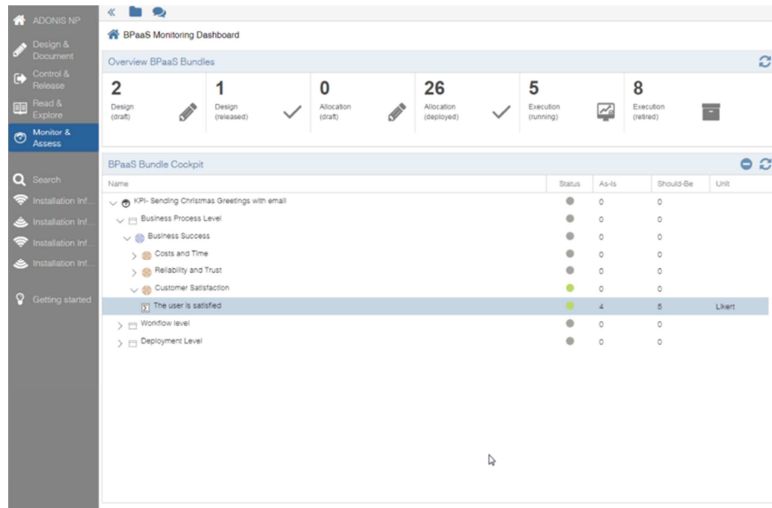 ADONIS NP
Design &
Document
Control &
Release
Read &
Explore
Monitor &
Assess
Search
Installation Inf...
Installation Inf...
Installation Inf...
Installation Inf...
Getting started
BPaaS Monitoring Dashboard
Overview BPaaS Bundles
2 1 0 26 5 8
Design Design Allocation Allocation Execution Execution
(draft) (released) (draft) (deployed) (running) (retired)
BPaaS Bundle Cockpit
Name Status As-Is Should-Be Unit
KPI- Sending Christmas Greetings with email 0 0
Business Process Level 0 0
Business Success 0 0
Costs and Time 0 0
Reliability and Trust 0 0
Customer Satisfaction 0 0
The user is satisfied 4 5 Likert
Workflow level 0 0
Deployment Level 0 0